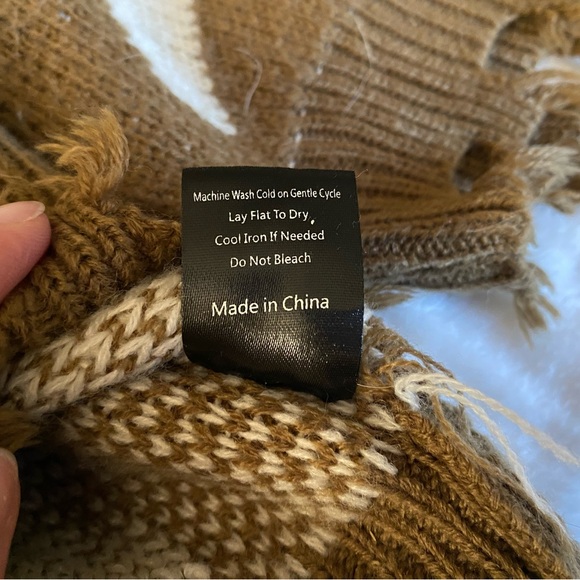 Machine Wash Cold on Gentle Cycle
Lay Flat To Dry,
Cool Iron If Needed
Do Not Bleach
Made in China